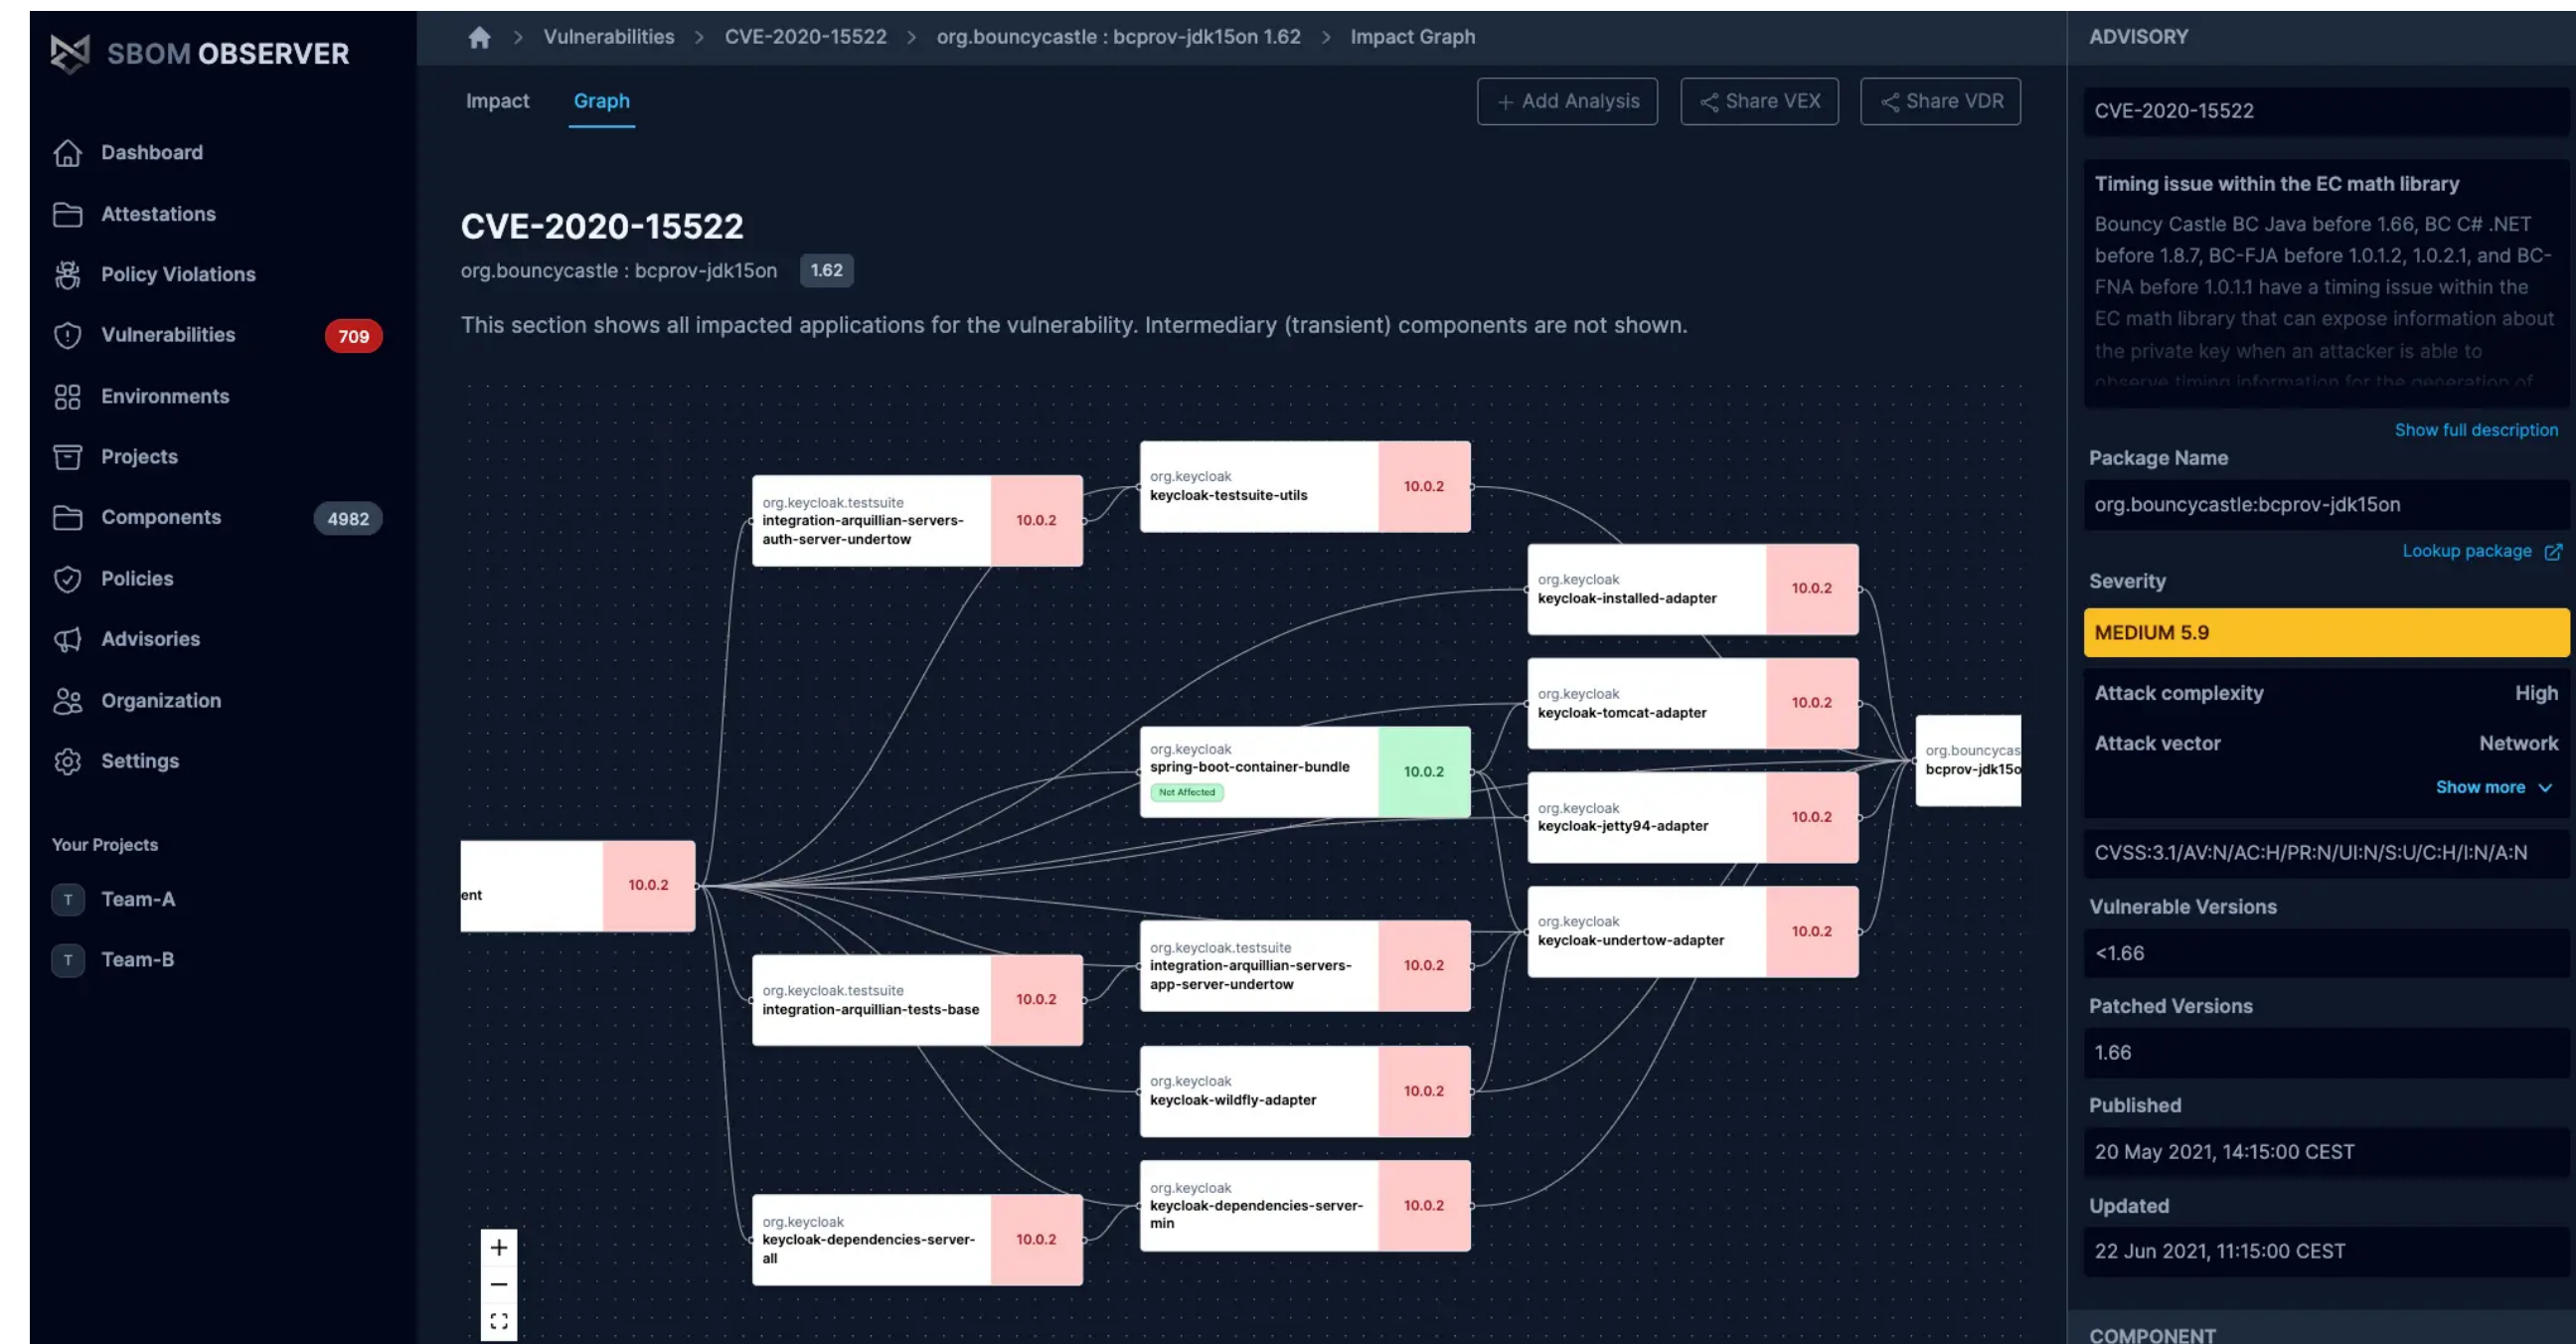 SBOM OBSERVER
Dashboard
Attestations
Policy Violations
Vulnerabilities 709
Environments
Projects
Components 4982
Policies
Advisories
Organization
Settings
Your Projects
T Team-A
T Team-B
Vulnerabilities > CVE-2020-15522 > org.bouncycastle : bcprov-jdk15on 1.62 > Impact Graph
Impact Graph
+ Add Analysis Share VEX Share VDR
CVE-2020-15522
org.bouncycastle : bcprov-jdk15on 1.62
This section shows all impacted applications for the vulnerability. Intermediary (transient) components are not shown.
ent
10.0.2
org.keycloak.testsuite
integration-arquillian-servers-
auth-server-undertow
10.0.2
org.keycloak.testsuite
integration-arquillian-tests-base
10.0.2
org.keycloak
keycloak-dependencies-server-
all
10.0.2
org.keycloak
keycloak-testsuite-utils
10.0.2
org.keycloak
spring-boot-container-bundle
Not Affected
10.0.2
org.keycloak.testsuite
integration-arquillian-servers-
app-server-undertow
10.0.2
org.keycloak
keycloak-wildfly-adapter
10.0.2
org.keycloak
keycloak-dependencies-server-
min
10.0.2
org.keycloak
keycloak-installed-adapter
10.0.2
org.keycloak
keycloak-tomcat-adapter
10.0.2
org.keycloak
keycloak-jetty94-adapter
10.0.2
org.keycloak
keycloak-undertow-adapter
10.0.2
org.bouncycas
bcprov-jdk15o
ADVISORY
CVE-2020-15522
Timing issue within the EC math library
Bouncy Castle BC Java before 1.66, BC C# .NET
before 1.8.7, BC-FJA before 1.0.1.2, 1.0.2.1, and BC-
FNA before 1.0.1.1 have a timing issue within the
EC math library that can expose information about
the private key when an attacker is able to
observe timing information for the generation of
Show full description
Package Name
org.bouncycastle:bcprov-jdk15on
Lookup package
Severity
MEDIUM 5.9
Attack complexity High
Attack vector Network
Show more
CVSS:3.1/AV:N/AC:H/PR:N/UI:N/S:U/C:H/I:N/A:N
Vulnerable Versions
<1.66
Patched Versions
1.66
Published
20 May 2021, 14:15:00 CEST
Updated
22 Jun 2021, 11:15:00 CEST
COMPONENT